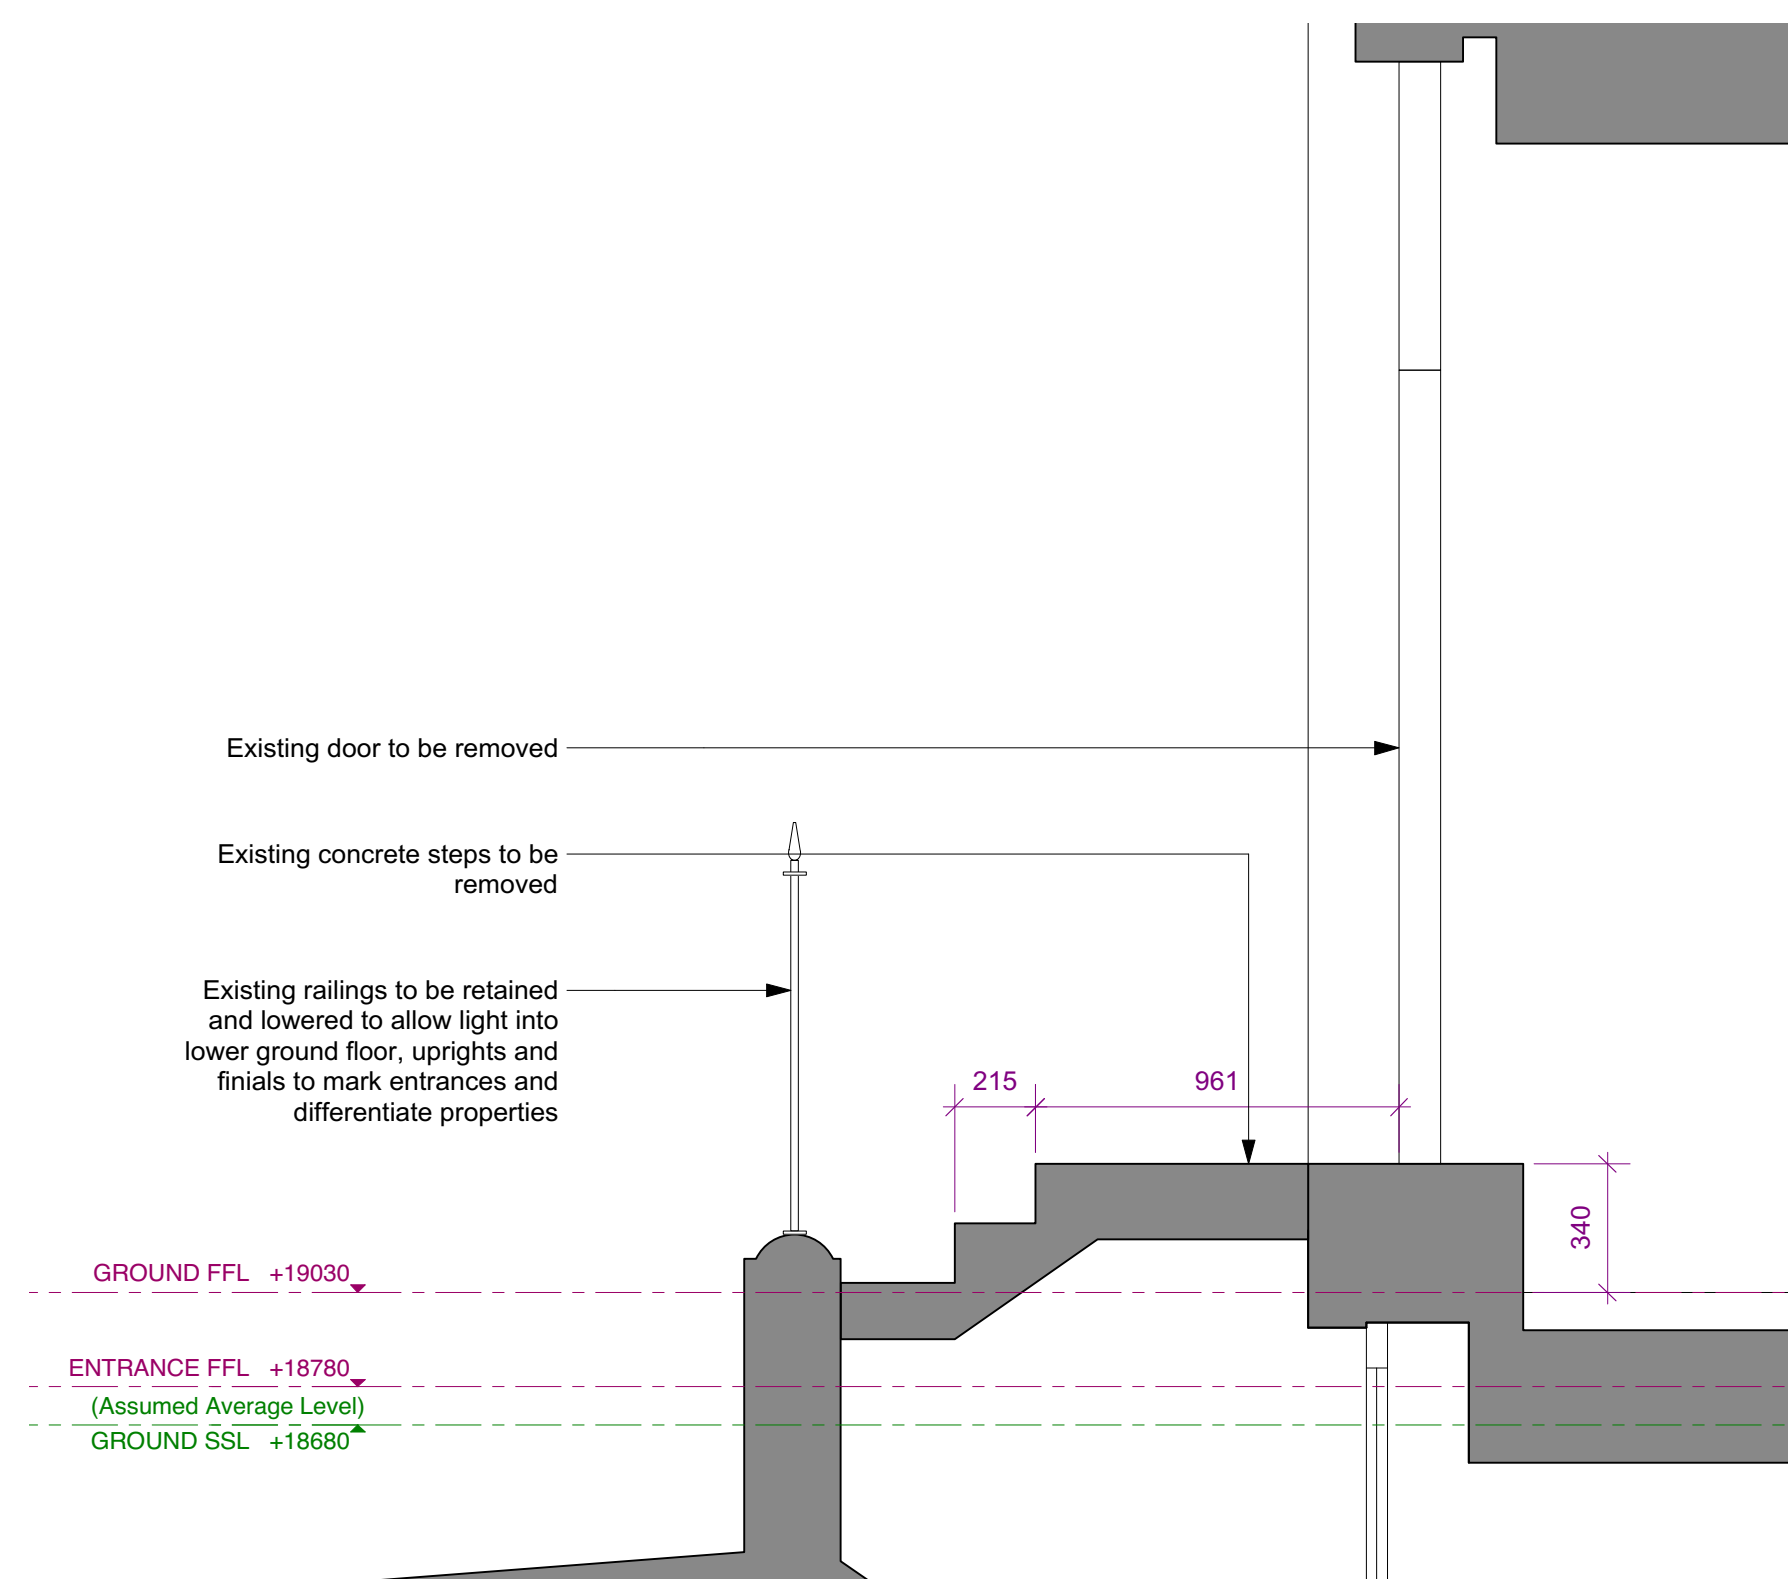 Existing door to be removed
Existing concrete steps to be
removed
Existing railings to be retained
and lowered to allow light into
lower ground floor, uprights and
finials to mark entrances and
differentiate properties
215
961
340
GROUND FFL +19030
ENTRANCE FFL +18780
(Assumed Average Level)
GROUND SSL +18680